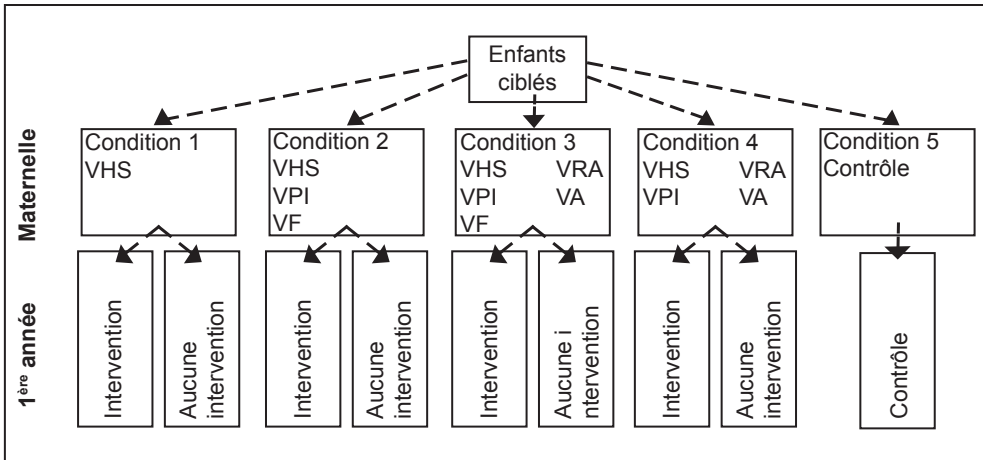 Enfants
ciblés
Maternelle
Condition 1
VHS
Condition 2
VHS
VPI
VF
Condition 3
VHS VRA
VPI VA
VF
Condition 4
VHS VRA
VPI VA
Condition 5
Contrôle
1ère année
Intervention
Aucune
intervention
Intervention
Aucune
intervention
Intervention
Aucune i
ntervention
Intervention
Aucune
intervention
Contrôle